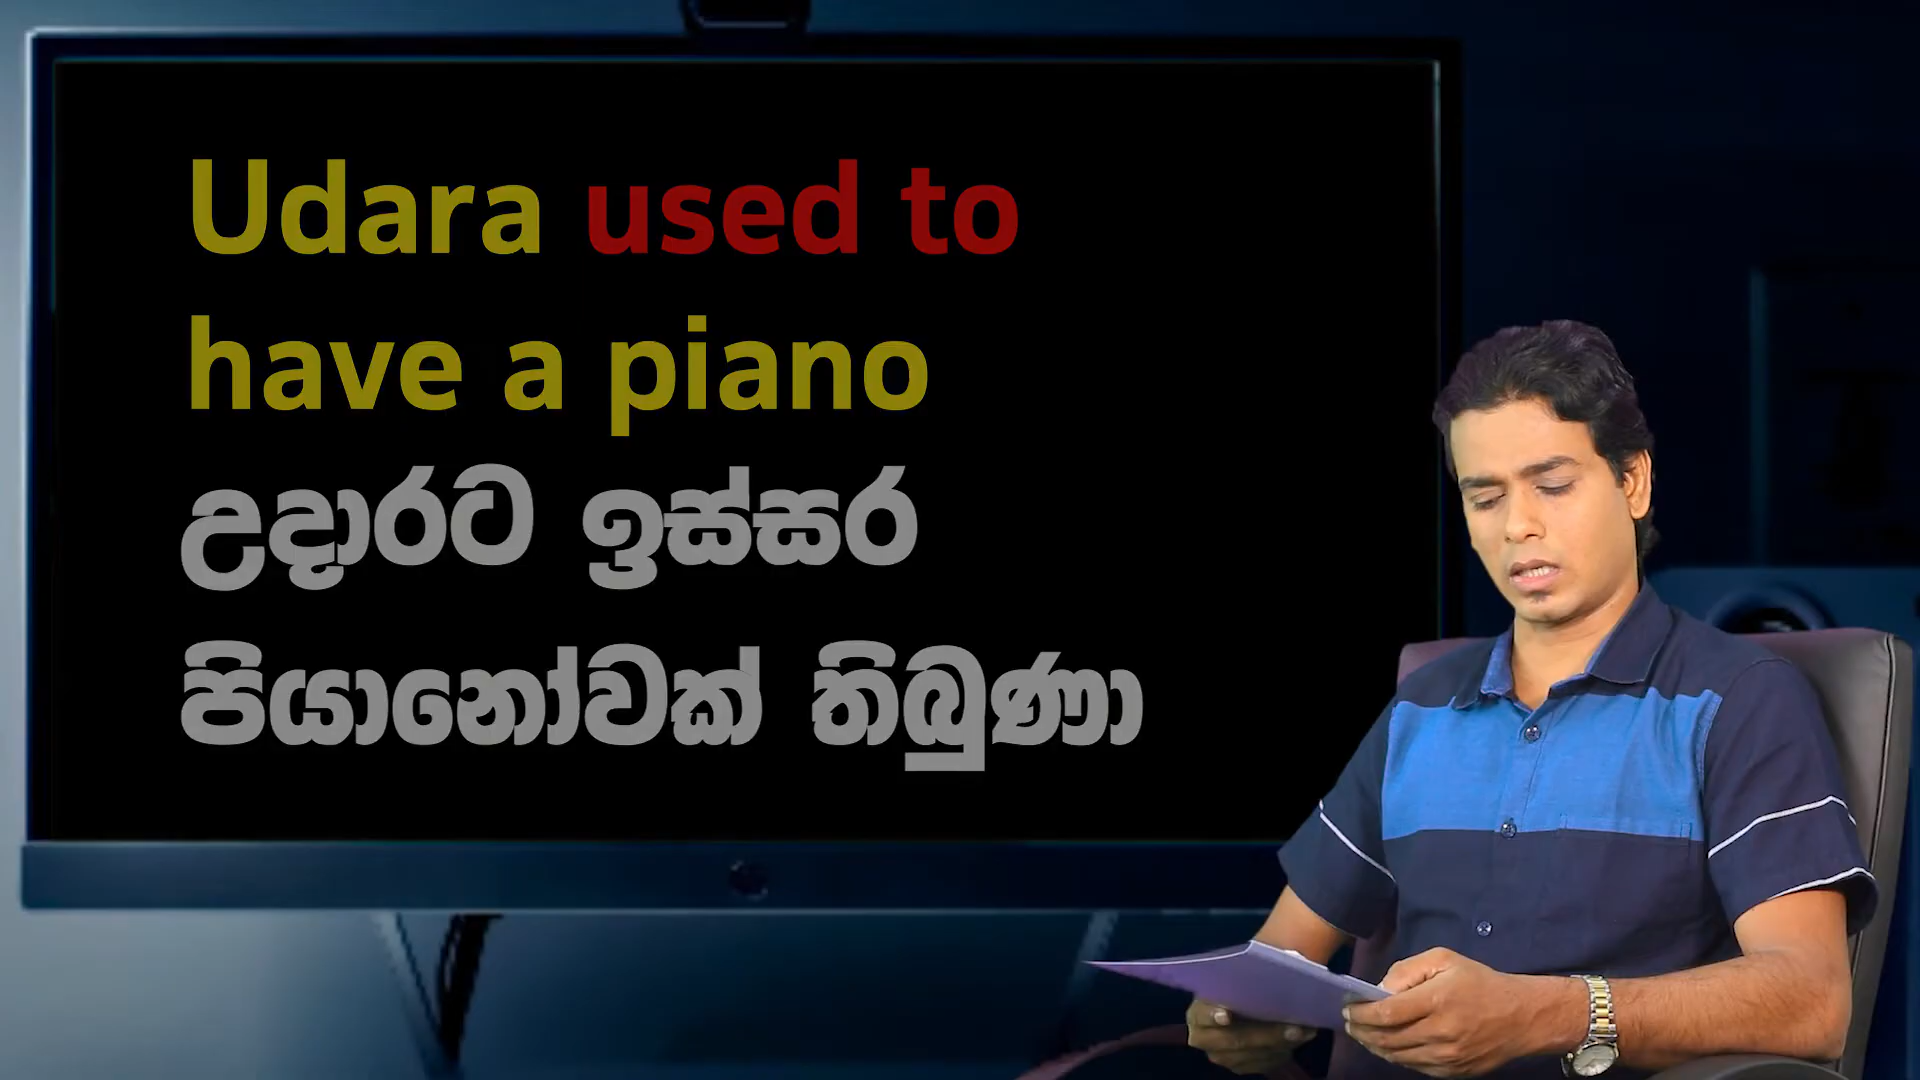 Udara used to
have a piano
උදාරට ඉස්සර
පියානෝවක් තිබුණා